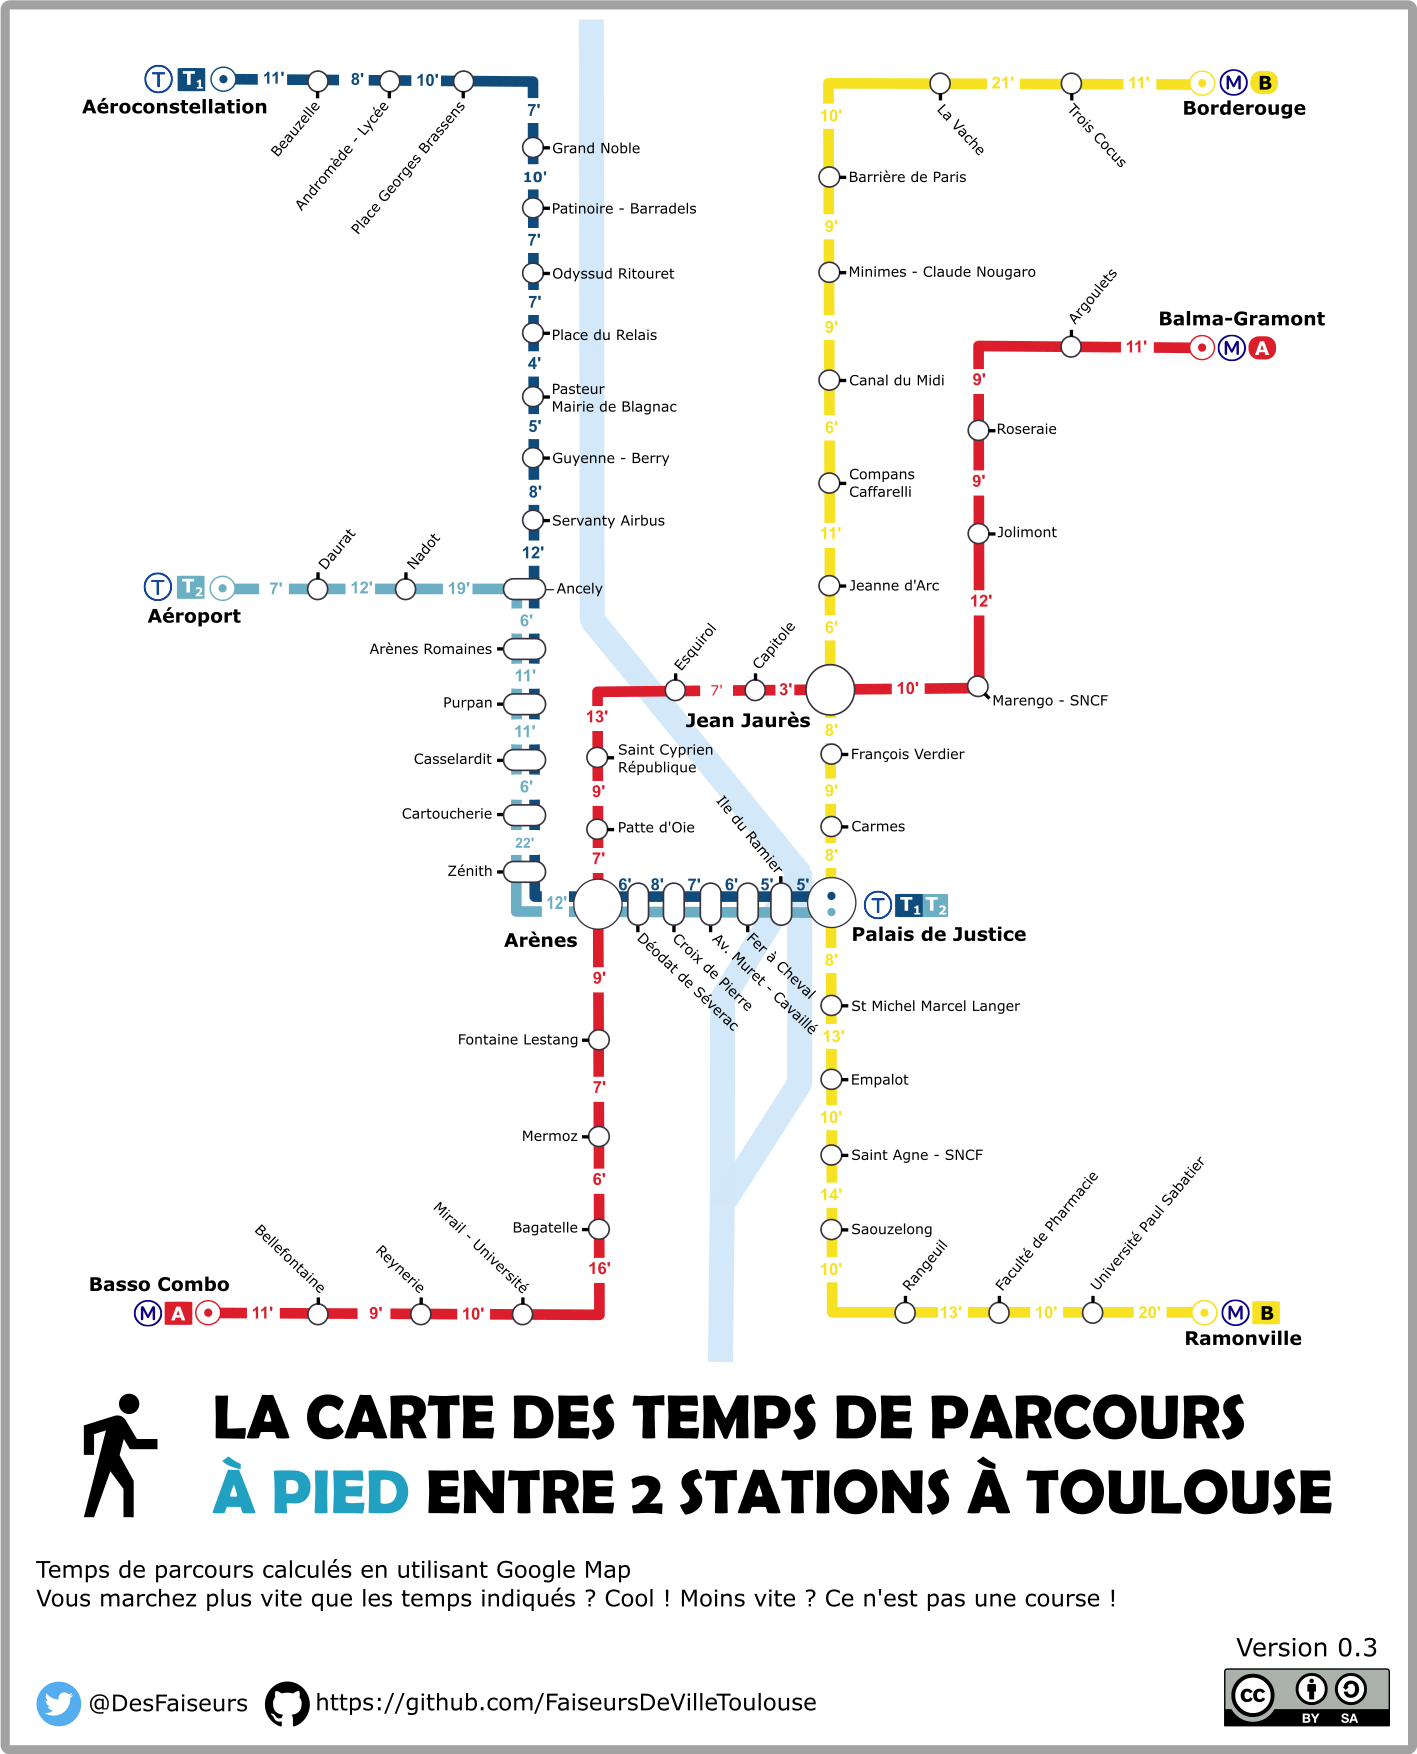 T T1 11' 8' 10'
Aéroconstellation
Beauzelle
Andromède - Lycée
Place Georges Brassens
7'
Grand Noble
10'
Patinoire - Barradels
7'
Odyssud Ritouret
7'
Place du Relais
4'
Pasteur
Mairie de Blagnac
5'
Guyenne - Berry
8'
Servanty Airbus
12'
T T2 7' 12' 19'
Aéroport
Daurat
Nadot
Ancely
6'
Arènes Romaines
11'
Purpan
11'
Casselardit
6'
Cartoucherie
22'
Zénith
12'
21' 11' M B
Borderouge
La Vache
Trois Cocus
10'
Barrière de Paris
9'
Minimes - Claude Nougaro
9'
Canal du Midi
6'
Compans
Caffarelli
11'
Jeanne d'Arc
6'
Argoulets
Balma-Gramont
11' M A
9'
Roseraie
9'
Jolimont
12'
Marengo - SNCF
10'
Jean Jaurès
3'
Capitole
7'
Esquirol
13'
Saint Cyprien
République
9'
Patte d'Oie
7'
Arènes
8'
François Verdier
9'
Carmes
8'
Ile du Ramier
6' 8' 7' 6' 5' 5'
T T1 T2
Palais de Justice
Déodat de Séverac
Croix de Pierre
Av. Muret - Cavaillé
Fer à Cheval
9'
Fontaine Lestang
7'
Mermoz
6'
Bagatelle
16'
Mirail - Université
Reynerie
Bellefontaine
Basso Combo
M A 11' 9' 10'
8'
St Michel Marcel Langer
13'
Empalot
10'
Saint Agne - SNCF
14'
Saouzelong
10'
Rangeuil
Faculté de Pharmacie
Université Paul Sabatier
13' 10' 20' M B
Ramonville
LA CARTE DES TEMPS DE PARCOURS
À PIED ENTRE 2 STATIONS À TOULOUSE
Temps de parcours calculés en utilisant Google Map
Vous marchez plus vite que les temps indiqués ? Cool ! Moins vite ? Ce n'est pas une course !
Version 0.3
@DesFaiseurs https://github.com/FaiseursDeVilleToulouse
cc BY SA